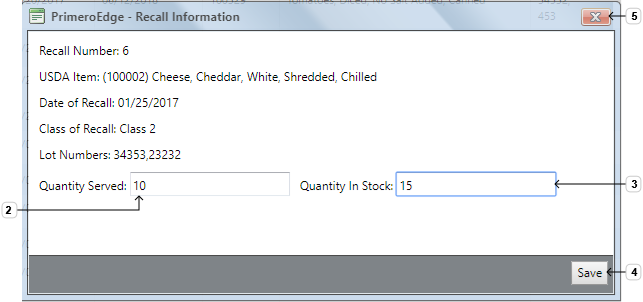 PrimeroEdge - Recall Information
453
5
Recall Number: 6
USDA Item: (100002) Cheese, Cheddar, White, Shredded, Chilled
Date of Recall: 01/25/2017
Class of Recall: Class 2
Lot Numbers: 34353,23232
Quantity Served: 10 Quantity In Stock: 15
3
2
Save
4